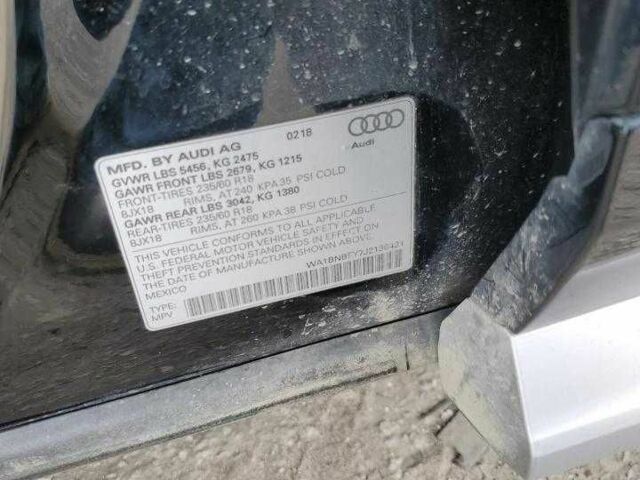 MFD. BY AUDI AG 0218
Audi
GVWR LBS 5456, KG 2475
GAWR FRONT LBS 2679, KG 1215
FRONT-TIRES, 235/60 R18
8JX18 RIMS, AT 240 KPA 35 PSI COLD
GAWR REAR LBS 3042, KG 1380
REAR-TIRES, 235/60 R18
8JX18 RIMS, AT 260 KPA 38 PSI COLD
THIS VEHICLE CONFORMS TO ALL APPLICABLE
U.S. FEDERAL MOTOR VEHICLE SAFETY AND
THEFT PREVENTION STANDARDS IN EFFECT ON
THE DATE OF MANUFACTURE SHOWN ABOVE.
MEXICO
TYPE:
MPV